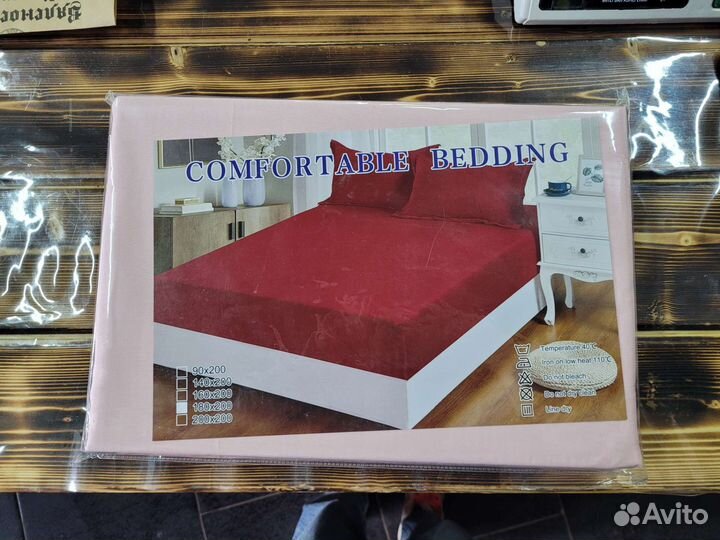 Вяленое
COMFORTABLE BEDDING
90x200
140x200
160x200
180x200
200x200
Temperature 40℃
Iron on low heat 110℃
Do not bleach
Do not dry clean
Line dry
Avito